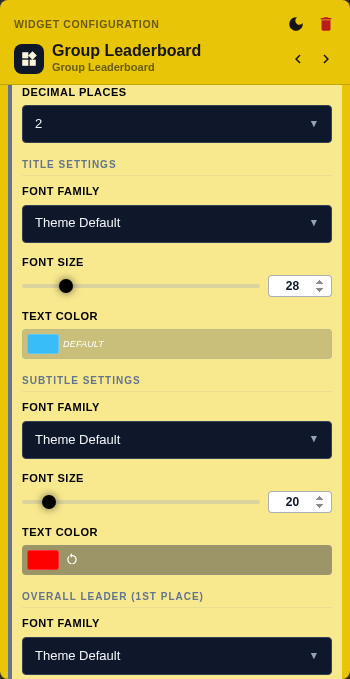 WIDGET CONFIGURATION
Group Leaderboard
Group Leaderboard
DECIMAL PLACES
2
TITLE SETTINGS
FONT FAMILY
Theme Default
FONT SIZE
28
TEXT COLOR
DEFAULT
SUBTITLE SETTINGS
FONT FAMILY
Theme Default
FONT SIZE
20
TEXT COLOR
OVERALL LEADER (1ST PLACE)
FONT FAMILY
Theme Default